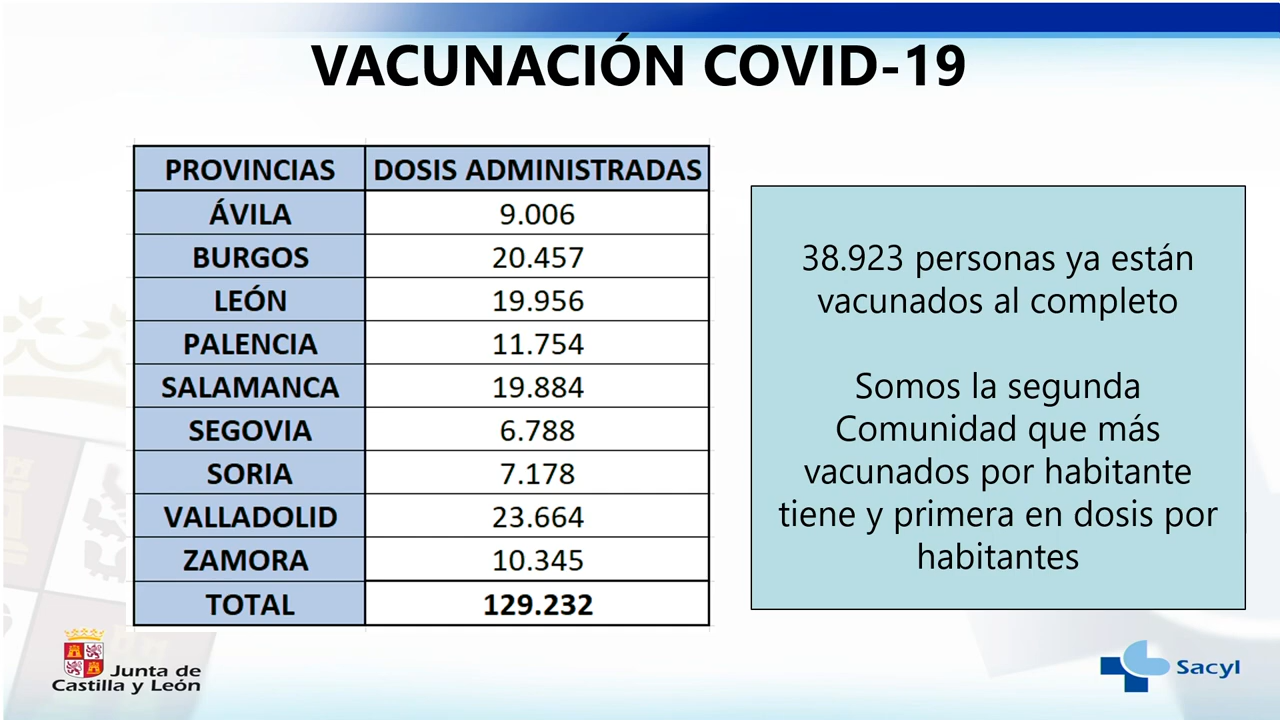 VACUNACIÓN COVID-19
PROVINCIAS DOSIS ADMINISTRADAS
ÁVILA 9.006
BURGOS 20.457
LEÓN 19.956
PALENCIA 11.754
SALAMANCA 19.884
SEGOVIA 6.788
SORIA 7.178
VALLADOLID 23.664
ZAMORA 10.345
TOTAL 129.232
38.923 personas ya están
vacunados al completo
Somos la segunda
Comunidad que más
vacunados por habitante
tiene y primera en dosis por
habitantes
Junta de
Castilla y León
Sacyl